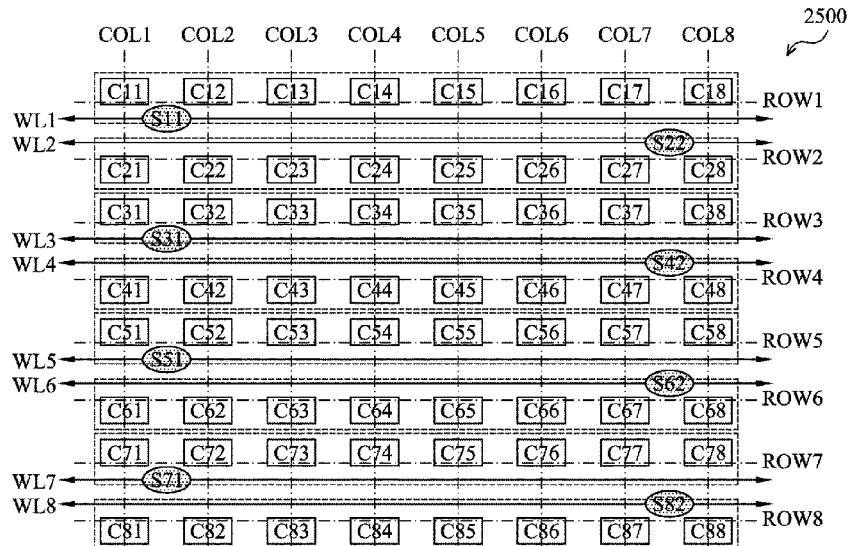 2500
COL1 COL2 COL3 COL4 COL5 COL6 COL7 COL8
C11 C12 C13 C14 C15 C16 C17 C18 ROW1
WL1 S11
WL2 S22
C21 C22 C23 C24 C25 C26 C27 C28 ROW2
C31 C32 C33 C34 C35 C36 C37 C38 ROW3
WL3 S31
WL4 S42
C41 C42 C43 C44 C45 C46 C47 C48 ROW4
C51 C52 C53 C54 C55 C56 C57 C58 ROW5
WL5 S51
WL6 S62
C61 C62 C63 C64 C65 C66 C67 C68 ROW6
C71 C72 C73 C74 C75 C76 C77 C78 ROW7
WL7 S71
WL8 S82
C81 C82 C83 C84 C85 C86 C87 C88 ROW8